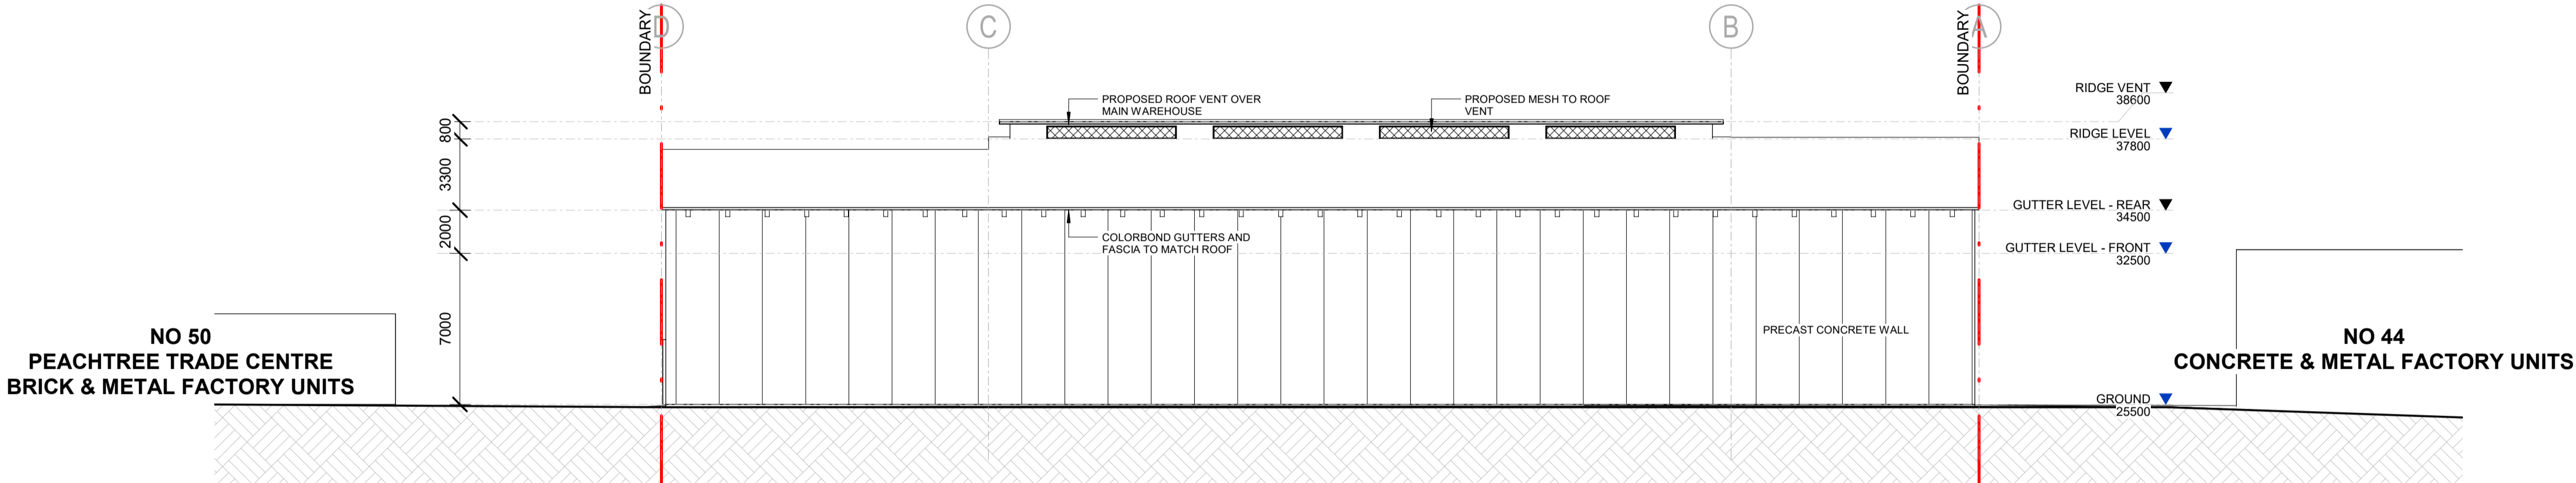 D
C
B
A
BOUNDARY
BOUNDARY
PROPOSED ROOF VENT OVER
MAIN WAREHOUSE
PROPOSED MESH TO ROOF
VENT
RIDGE VENT
38600
RIDGE LEVEL
37800
GUTTER LEVEL - REAR
34500
GUTTER LEVEL - FRONT
32500
GROUND
25500
800
3300
2000
7000
COLORBOND GUTTERS AND
FASCIA TO MATCH ROOF
PRECAST CONCRETE WALL
NO 50
PEACHTREE TRADE CENTRE
BRICK & METAL FACTORY UNITS
NO 44
CONCRETE & METAL FACTORY UNITS